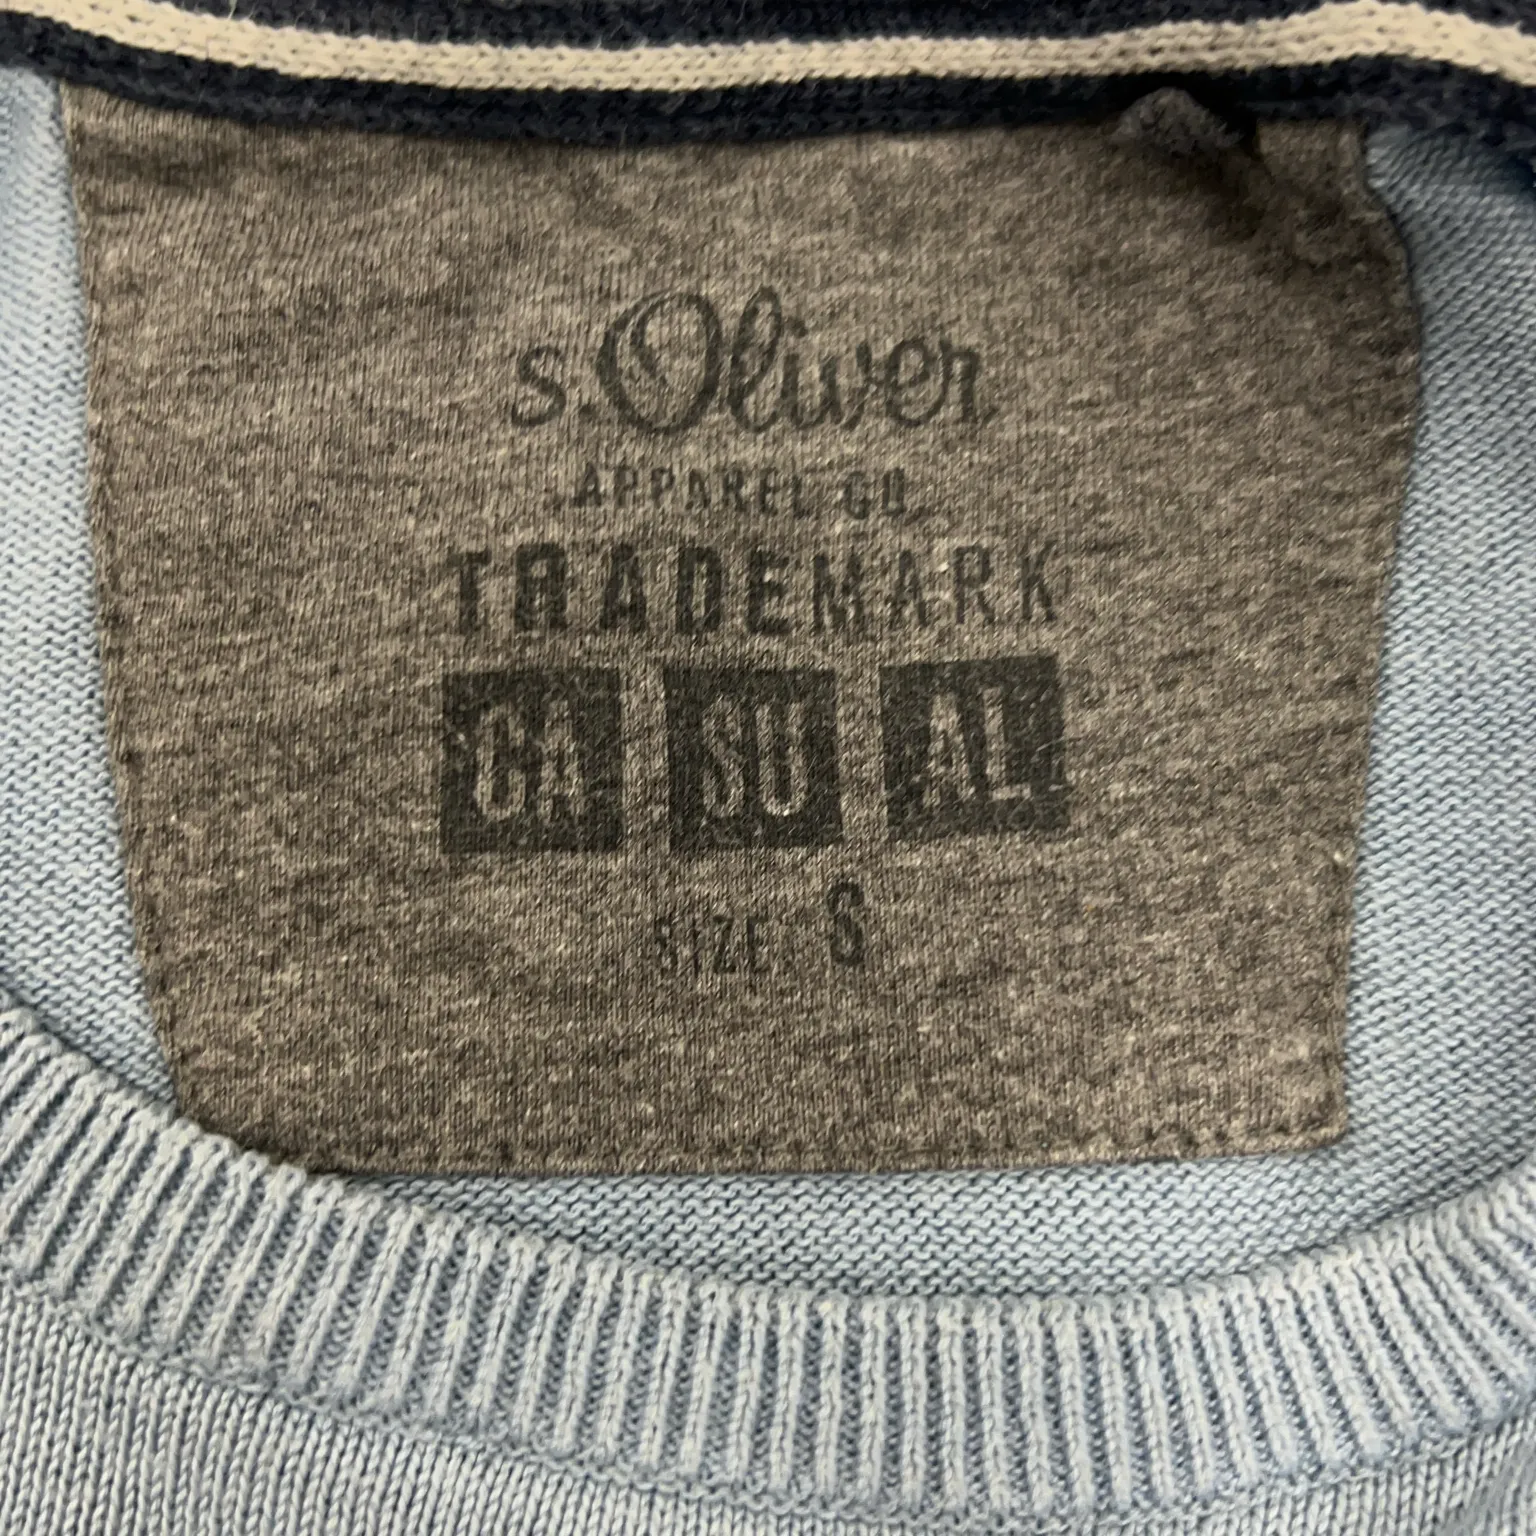 s.Oliver
APPAREL CO.
TRADEMARK
CA SU AL
SIZE S